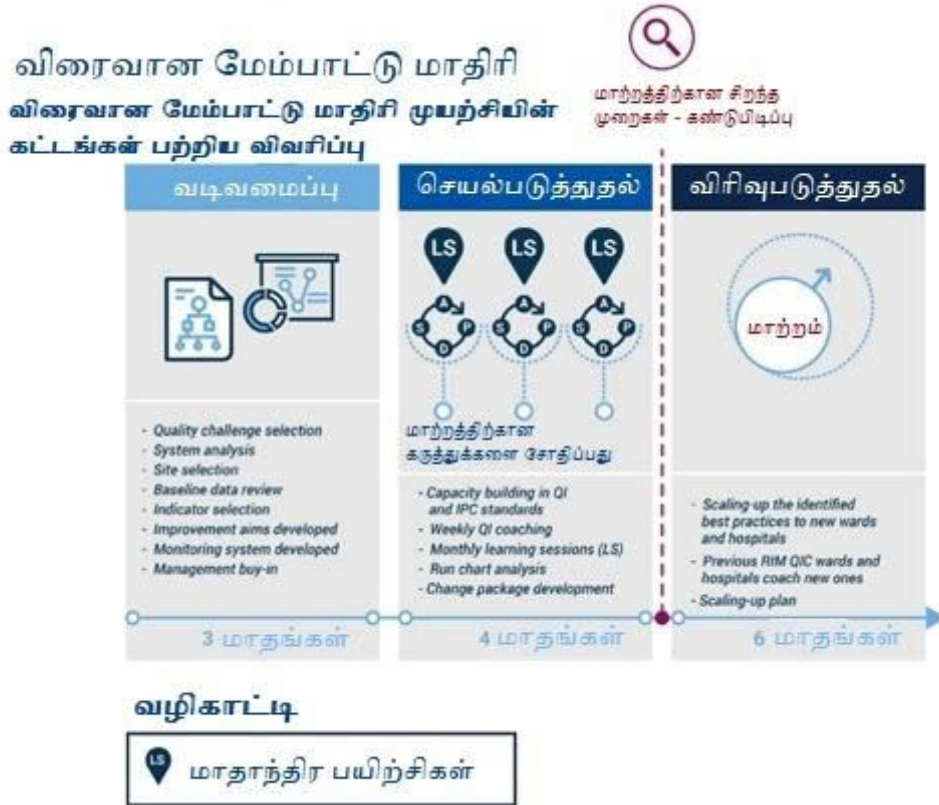 விரைவான மேம்பாட்டு மாதிரி
விரைவான மேம்பாட்டு மாதிரி முயற்சியின்
கட்டங்கள் பற்றிய விவரிப்பு
மாற்றத்திற்கான சிறந்த
முறைகள் - கண்டுபிடிப்பு
வடிவமைப்பு
- Quality challenge selection
- System analysis
- Site selection
- Baseline data review
- Indicator selection
- Improvement aims developed
- Monitoring system developed
- Management buy-in
3 மாதங்கள்
செயல்படுத்துதல்
LS LS LS
A P D S A P D S A P D S
மாற்றத்திற்கான
கருத்துக்களை சோதிப்பது
- Capacity building in QI
and IPC standards
- Weekly QI coaching
- Monthly learning sessions (LS)
- Run chart analysis
- Change package development
4 மாதங்கள்
விரிவுபடுத்துதல்
மாற்றம்
- Scaling-up the identified
best practices to new wards
and hospitals
- Previous RIM QIC wards and
hospitals coach new ones
- Scaling-up plan
6 மாதங்கள்
வழிகாட்டி
LS மாதாந்திர பயிற்சிகள்